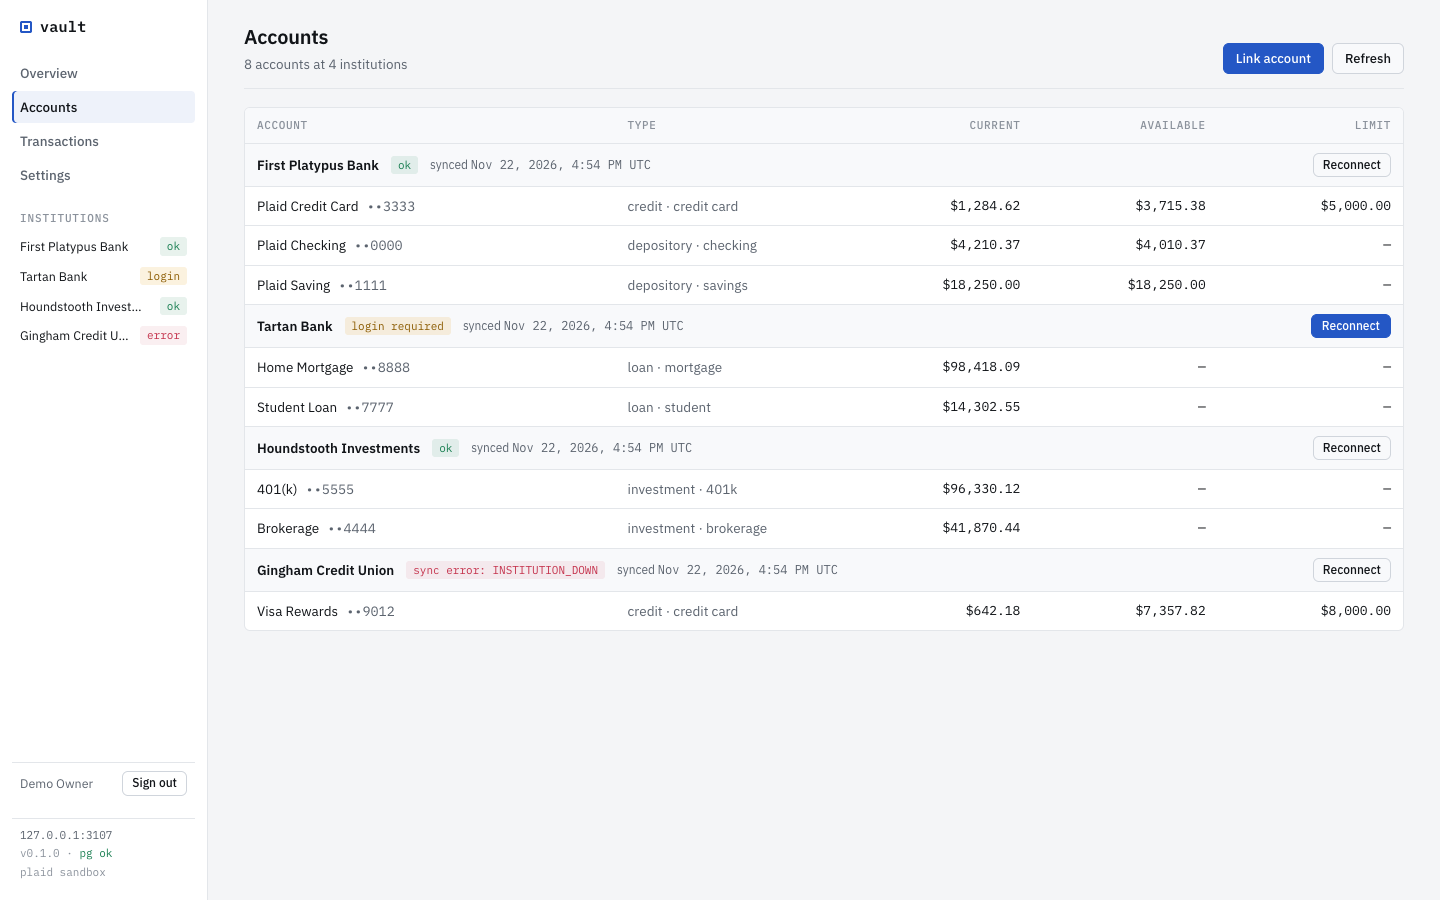 vault
Overview
Accounts
Transactions
Settings
INSTITUTIONS
First Platypus Bank ok
Tartan Bank login
Houndstooth Invest... ok
Gingham Credit U... error
Demo Owner Sign out
127.0.0.1:3107
v0.1.0 · pg ok
plaid sandbox
Accounts
8 accounts at 4 institutions
Link account Refresh
ACCOUNT TYPE CURRENT AVAILABLE LIMIT
First Platypus Bank ok synced Nov 22, 2026, 4:54 PM UTC Reconnect
Plaid Credit Card ••3333 credit · credit card $1,284.62 $3,715.38 $5,000.00
Plaid Checking ••0000 depository · checking $4,210.37 $4,010.37 —
Plaid Saving ••1111 depository · savings $18,250.00 $18,250.00 —
Tartan Bank login required synced Nov 22, 2026, 4:54 PM UTC Reconnect
Home Mortgage ••8888 loan · mortgage $98,418.09 — —
Student Loan ••7777 loan · student $14,302.55 — —
Houndstooth Investments ok synced Nov 22, 2026, 4:54 PM UTC Reconnect
401(k) ••5555 investment · 401k $96,330.12 — —
Brokerage ••4444 investment · brokerage $41,870.44 — —
Gingham Credit Union sync error: INSTITUTION_DOWN synced Nov 22, 2026, 4:54 PM UTC Reconnect
Visa Rewards ••9012 credit · credit card $642.18 $7,357.82 $8,000.00